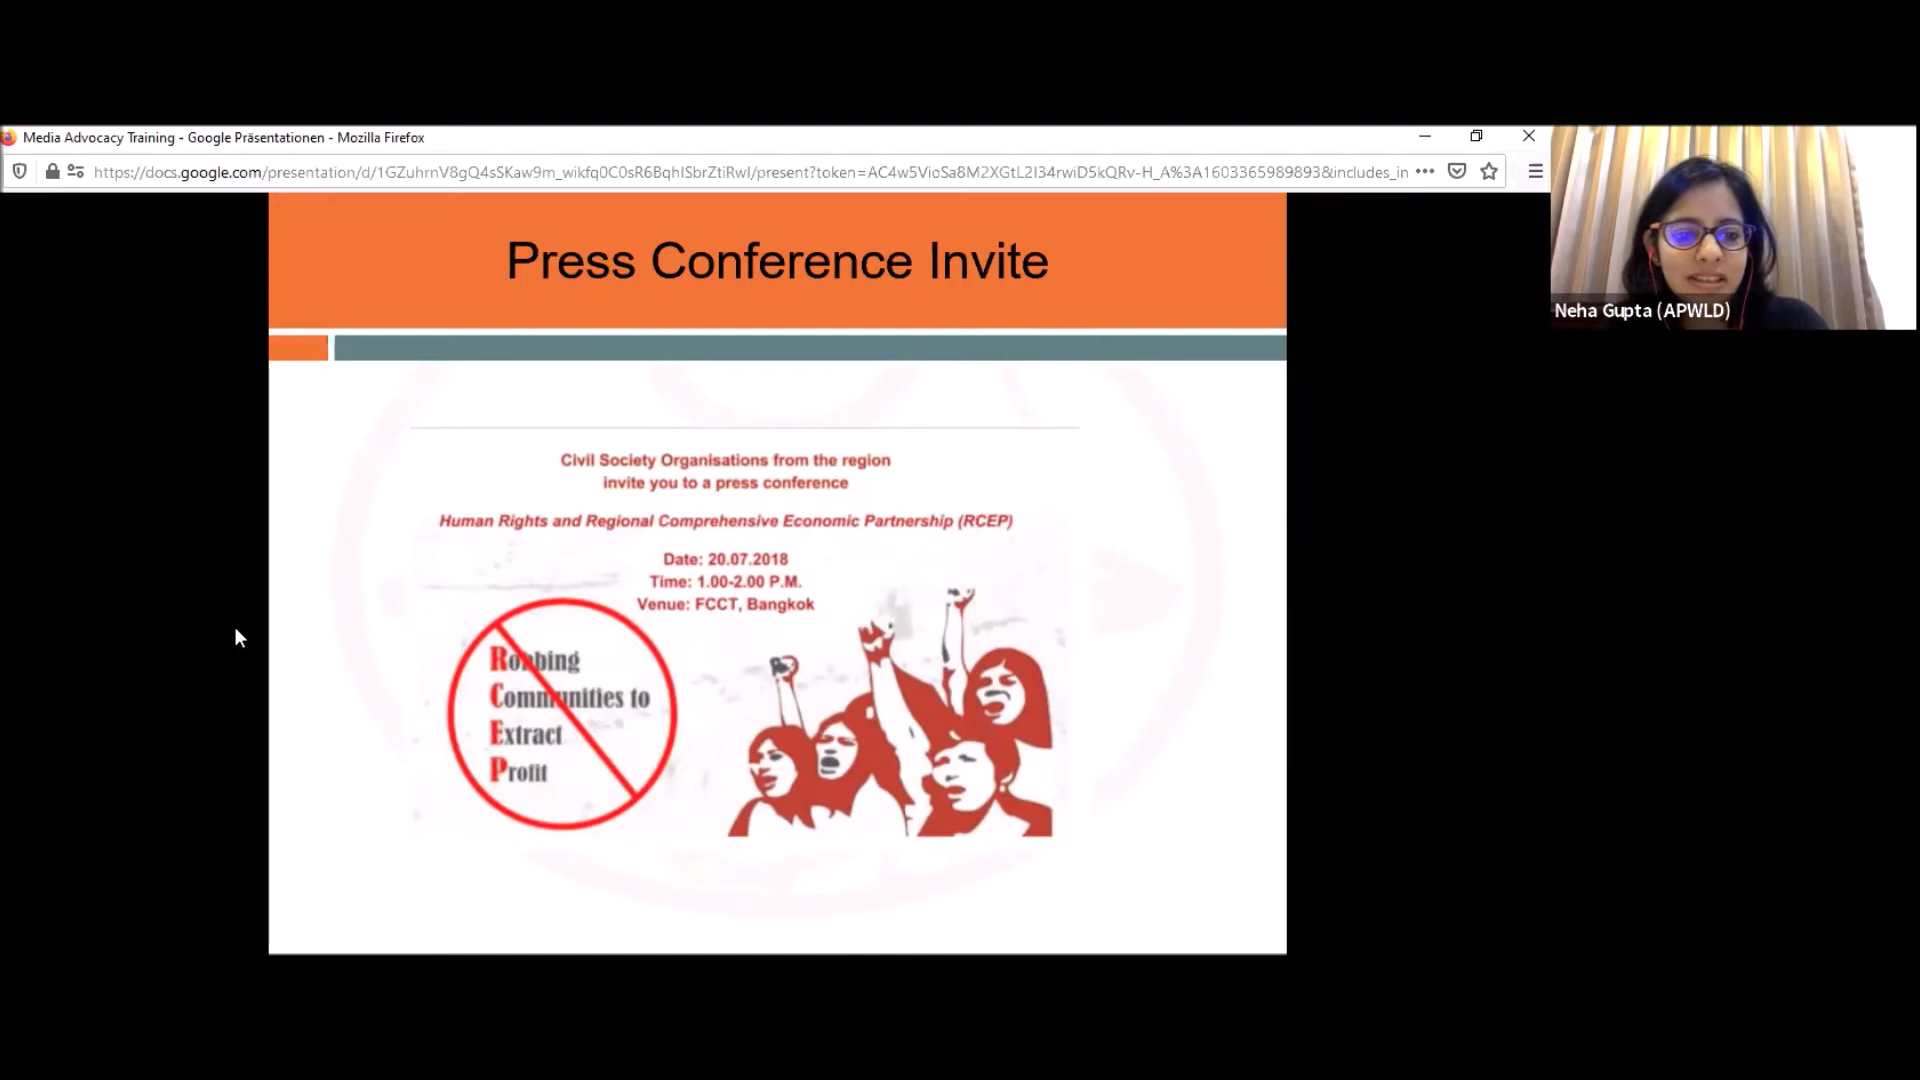 Media Advocacy Training - Google Präsentationen - Mozilla Firefox
https://docs.google.com/presentation/d/1GZuhrnV8gQ4sSKaw9m_wikfq0C0sR6BqhISbrZtiRwI/present?token=AC4w5VioSa8M2XGtL2I34rwiD5kQRv-H_A%3A1603365989893&includes_in
Neha Gupta (APWLD)
Press Conference Invite
Civil Society Organisations from the region
invite you to a press conference
Human Rights and Regional Comprehensive Economic Partnership (RCEP)
Date: 20.07.2018
Time: 1.00-2.00 P.M.
Venue: FCCT, Bangkok
Robbing
Communities to
Extract
Profit